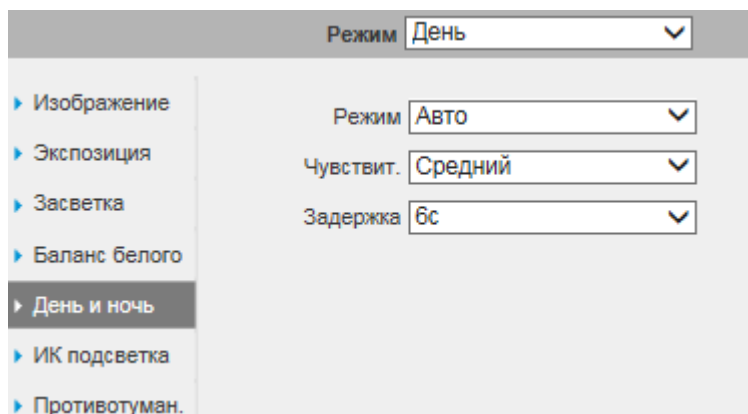 Режим День
Изображение
Режим Авто
Экспозиция
Чувствит. Средний
Засветка
Задержка 6с
Баланс белого
День и ночь
ИК подсветка
Противотуман.